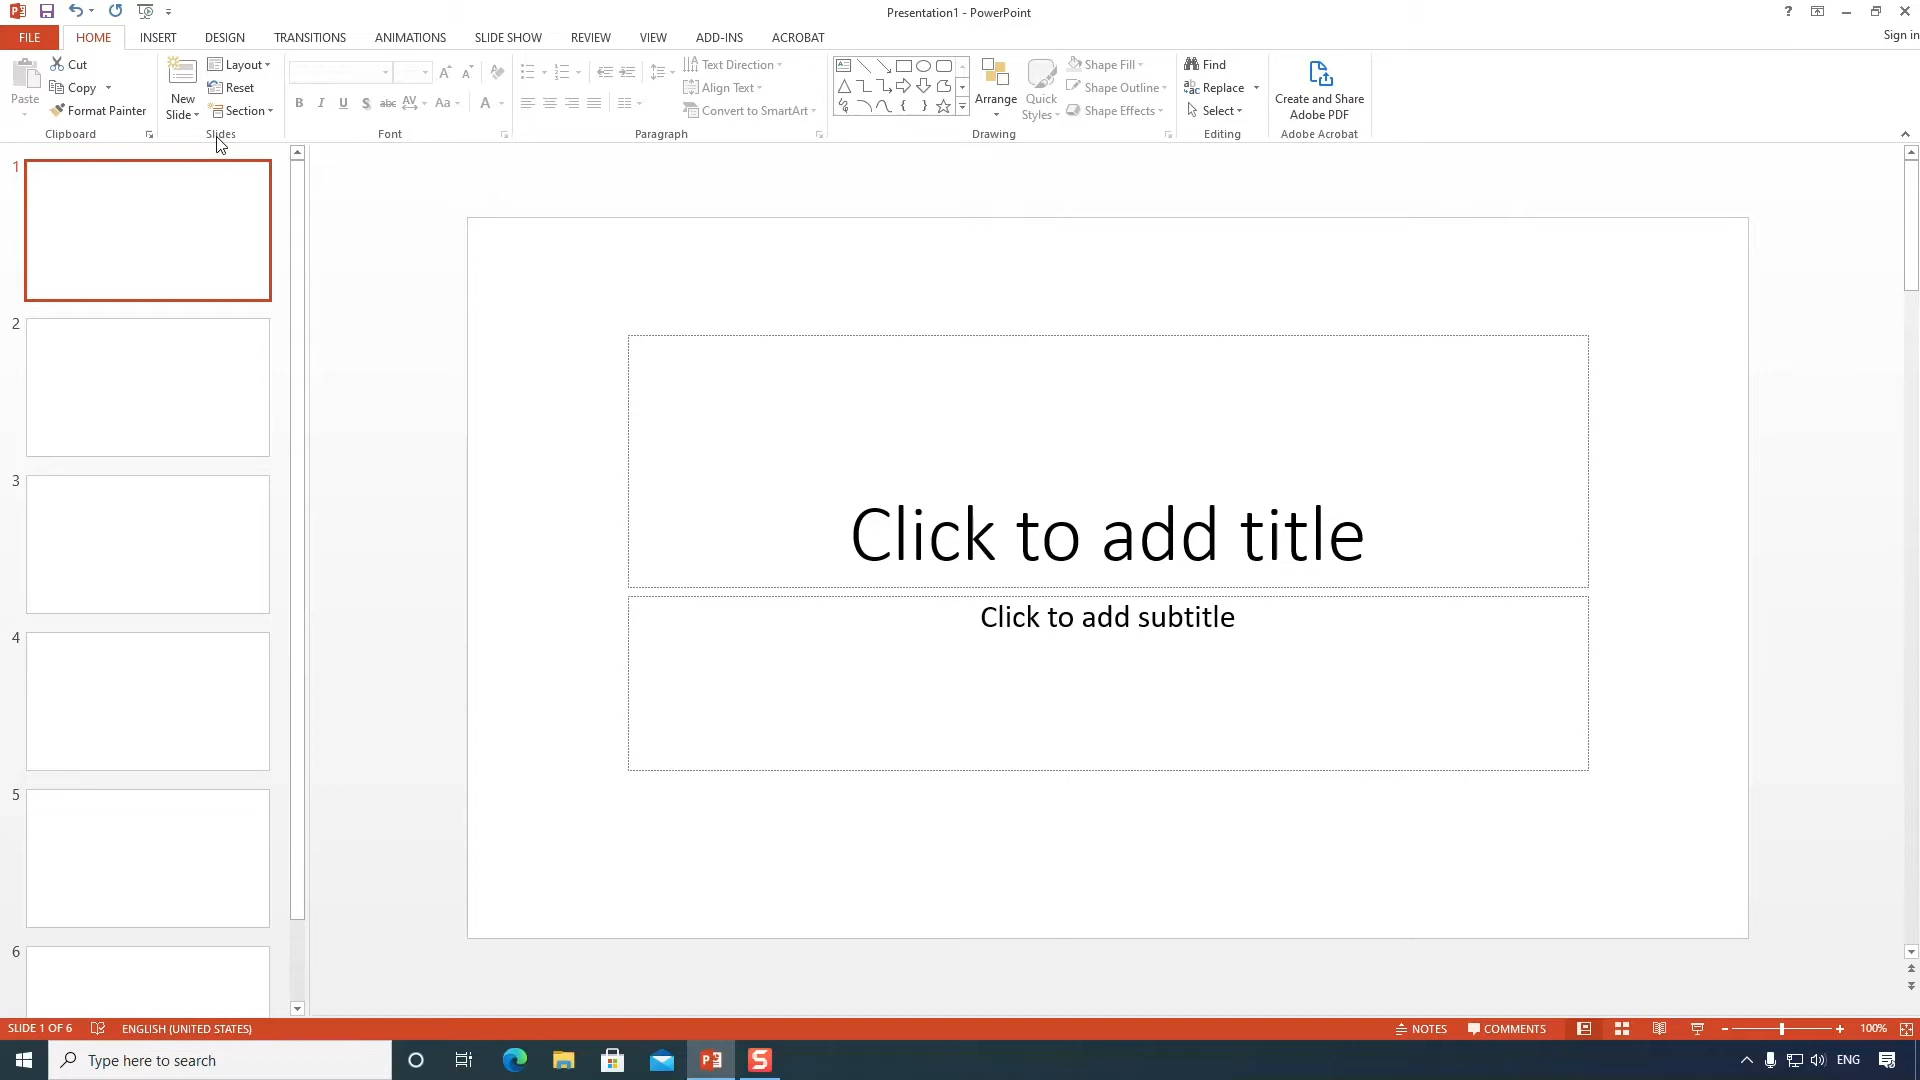 Presentation1 - PowerPoint
?
Sign in
FILE HOME INSERT DESIGN TRANSITIONS ANIMATIONS SLIDE SHOW REVIEW VIEW ADD-INS ACROBAT
Paste
Cut
Copy
Format Painter
Clipboard
New
Slide
Layout
Reset
Section
Slides
B I U S abc AV Aa A
Font
Text Direction
Align Text
Convert to SmartArt
Paragraph
Arrange
Quick
Styles
Shape Fill
Shape Outline
Shape Effects
Drawing
Find
Replace
Select
Editing
Create and Share
Adobe PDF
Adobe Acrobat
1
2
3
4
5
6
Click to add title
Click to add subtitle
SLIDE 1 OF 6 ENGLISH (UNITED STATES) NOTES COMMENTS 100%
Type here to search
ENG